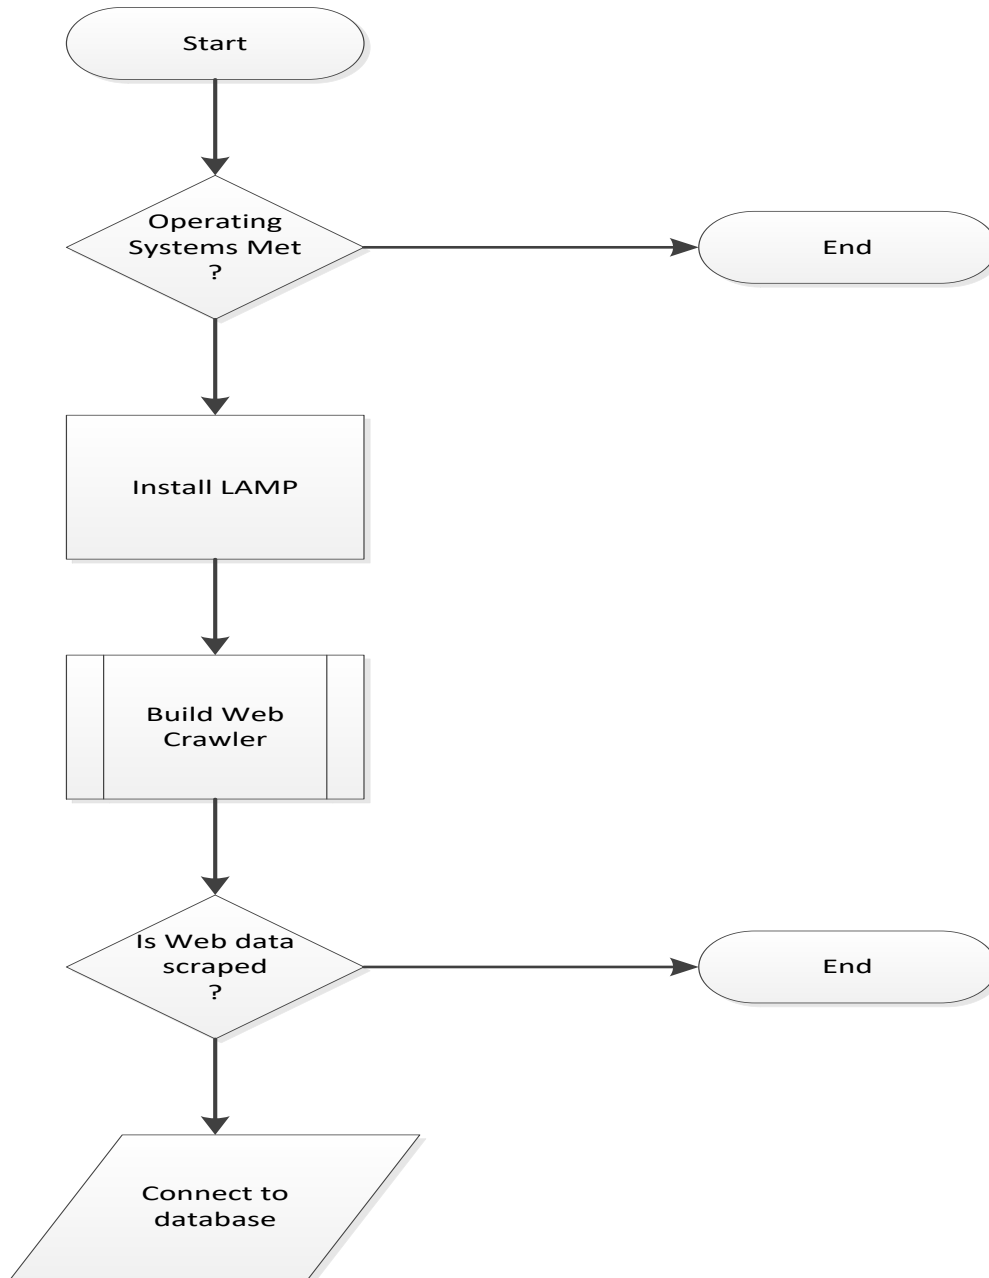 Start
Operating
Systems Met
?
End
Install LAMP
Build Web
Crawler
Is Web data
scraped
?
End
Connect to
database